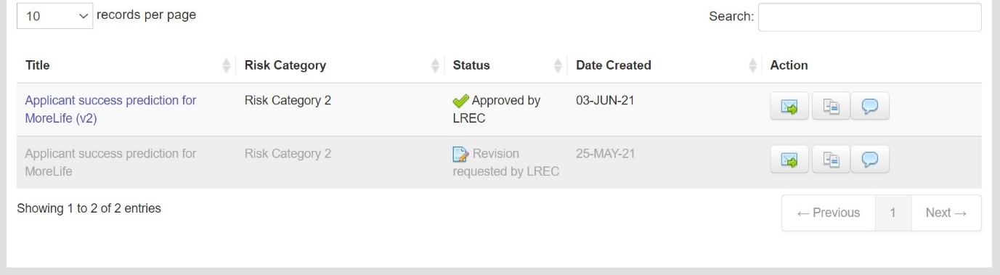 10 records per page Search:
Title Risk Category Status Date Created Action
Applicant success prediction for Risk Category 2 Approved by 03-JUN-21
MoreLife (v2) LREC
Applicant success prediction for Risk Category 2 Revision 25-MAY-21
MoreLife requested by LREC
Showing 1 to 2 of 2 entries ← Previous 1 Next →